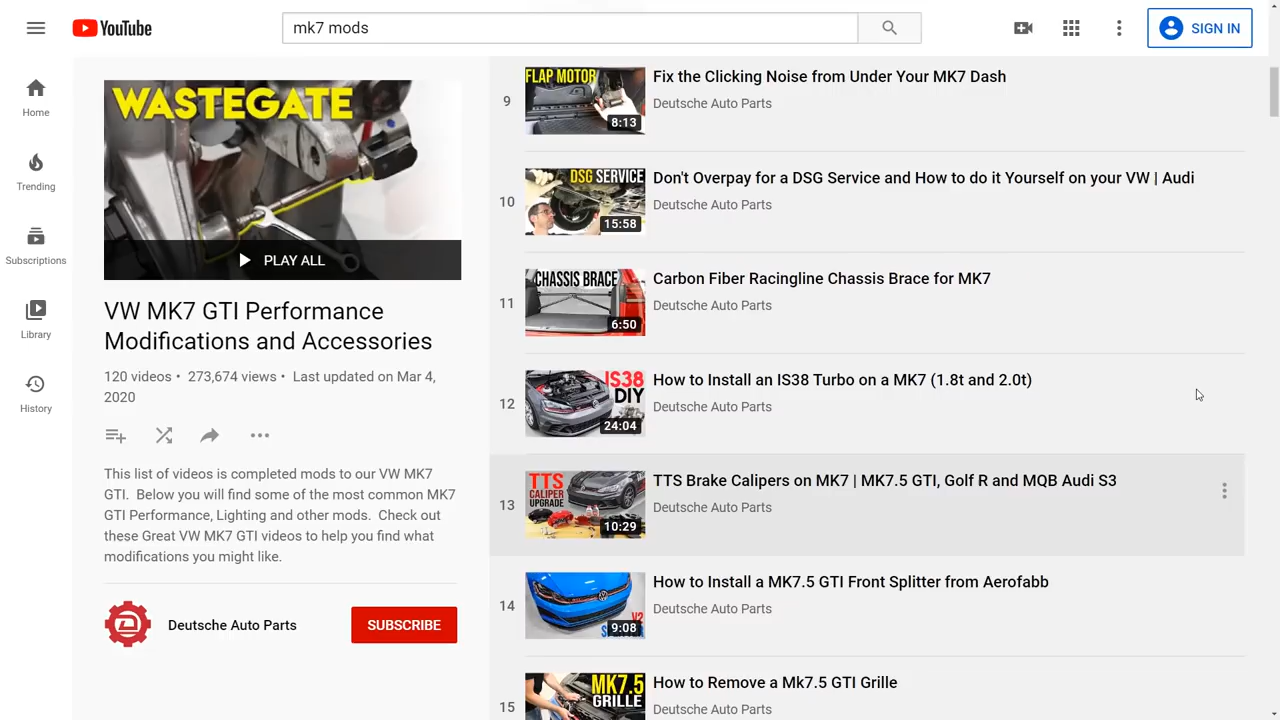 YouTube
mk7 mods
SIGN IN
Home
Trending
Subscriptions
Library
History
WASTEGATE
PLAY ALL
VW MK7 GTI Performance
Modifications and Accessories
120 videos • 273,674 views • Last updated on Mar 4,
2020
This list of videos is completed mods to our VW MK7
GTI. Below you will find some of the most common MK7
GTI Performance, Lighting and other mods. Check out
these Great VW MK7 GTI videos to help you find what
modifications you might like.
Deutsche Auto Parts
SUBSCRIBE
9
FLAP MOTOR
8:13
Fix the Clicking Noise from Under Your MK7 Dash
Deutsche Auto Parts
10
DSG SERVICE
15:58
Don't Overpay for a DSG Service and How to do it Yourself on your VW | Audi
Deutsche Auto Parts
11
CHASSIS BRACE
6:50
Carbon Fiber Racingline Chassis Brace for MK7
Deutsche Auto Parts
12
IS38
DIY
24:04
How to Install an IS38 Turbo on a MK7 (1.8t and 2.0t)
Deutsche Auto Parts
13
TTS
CALIPER
UPGRADE
10:29
TTS Brake Calipers on MK7 | MK7.5 GTI, Golf R and MQB Audi S3
Deutsche Auto Parts
14
V2
9:08
How to Install a MK7.5 GTI Front Splitter from Aerofabb
Deutsche Auto Parts
15
MK7.5
GRILLE
How to Remove a Mk7.5 GTI Grille
Deutsche Auto Parts